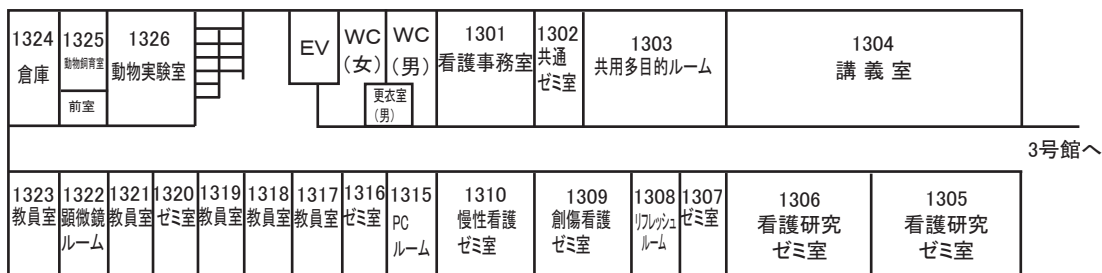 1324
倉庫
1325
動物飼育室
前室
1326
動物実験室
EV
WC
(女)
WC
(男)
更衣室
(男)
1301
看護事務室
1302
共通
ゼミ室
1303
共用多目的ルーム
1304
講義室
3号館へ
1323
教員室
1322
顕微鏡
ルーム
1321
教員室
1320
ゼミ室
1319
教員室
1318
教員室
1317
教員室
1316
ゼミ室
1315
PC
ルーム
1310
慢性看護
ゼミ室
1309
創傷看護
ゼミ室
1308
リフレッシュ
ルーム
1307
ゼミ室
1306
看護研究
ゼミ室
1305
看護研究
ゼミ室